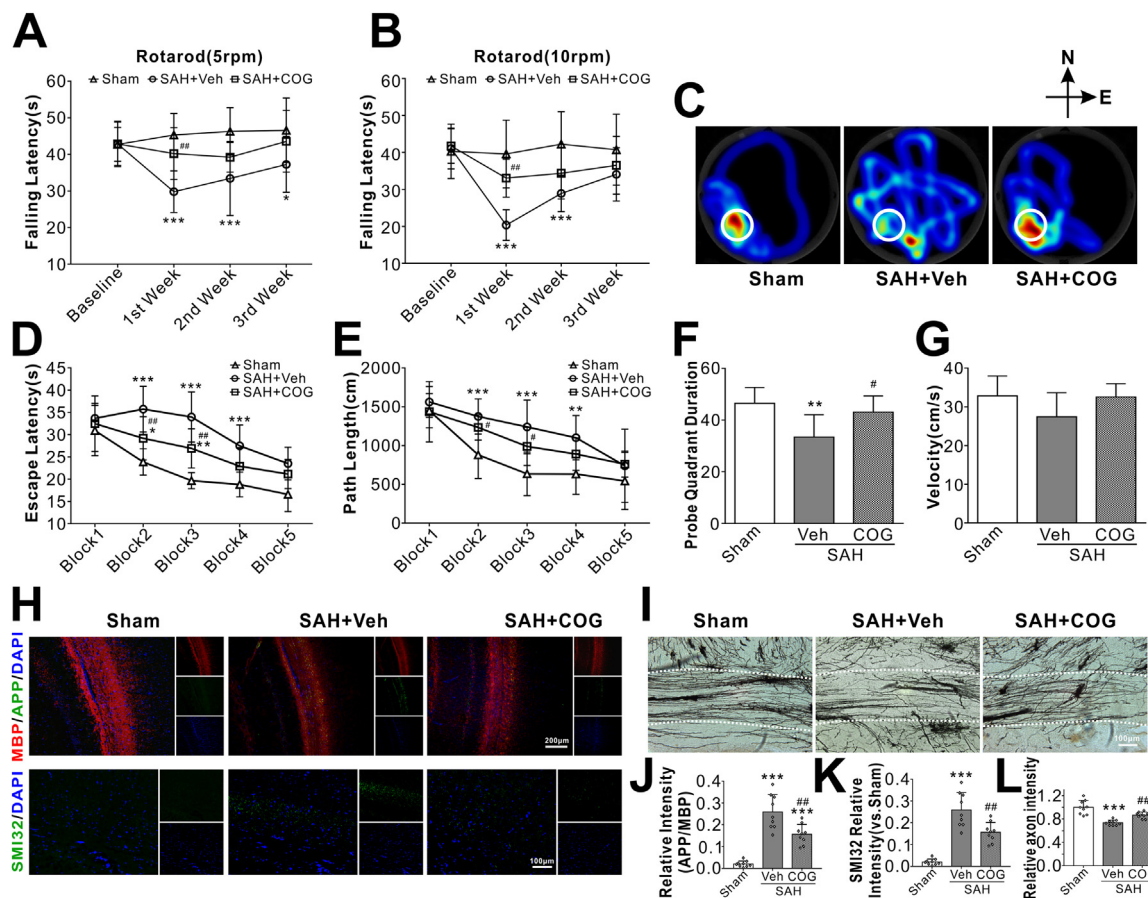 A
Rotarod(5rpm)
Sham SAH+Veh SAH+COG
Falling Latency(s)
60
50
40
30
20
10
0
##
***
***
*
Baseline
1st Week
2nd Week
3rd Week
B
Rotarod(10rpm)
Sham SAH+Veh SAH+COG
Falling Latency(s)
60
50
40
30
20
10
0
##
***
***
Baseline
1st Week
2nd Week
3rd Week
C
N
E
Sham
SAH+Veh
SAH+COG
D
Sham
SAH+Veh
SAH+COG
Escape Latency(s)
45
40
35
30
25
20
15
10
***
***
***
##
*
##
**
Block1
Block2
Block3
Block4
Block5
E
Sham
SAH+Veh
SAH+COG
Path Length(cm)
2000
1500
1000
500
0
***
***
**
#
#
Block1
Block2
Block3
Block4
Block5
F
Probe Quadrant Duration
60
40
20
0
**
#
Sham
Veh
COG
SAH
G
Velocity(cm/s)
40
30
20
10
0
Sham
Veh
COG
SAH
H
Sham
SAH+Veh
SAH+COG
MBP/APP/DAPI
200μm
SMI32/DAPI
100μm
I
Sham
SAH+Veh
SAH+COG
100μm
J
Relative Intensity
(APP/MBP)
0.4
0.3
0.2
0.1
0.0
***
##
***
Sham
Veh COG
SAH
K
SMI32 Relative
Intensity(vs.Sham)
0.4
0.3
0.2
0.1
0.0
***
##
Sham
Veh COG
SAH
L
Relative axon intensity
1.2
0.8
0.4
0.0
***
##
Sham
Veh CO
SAH